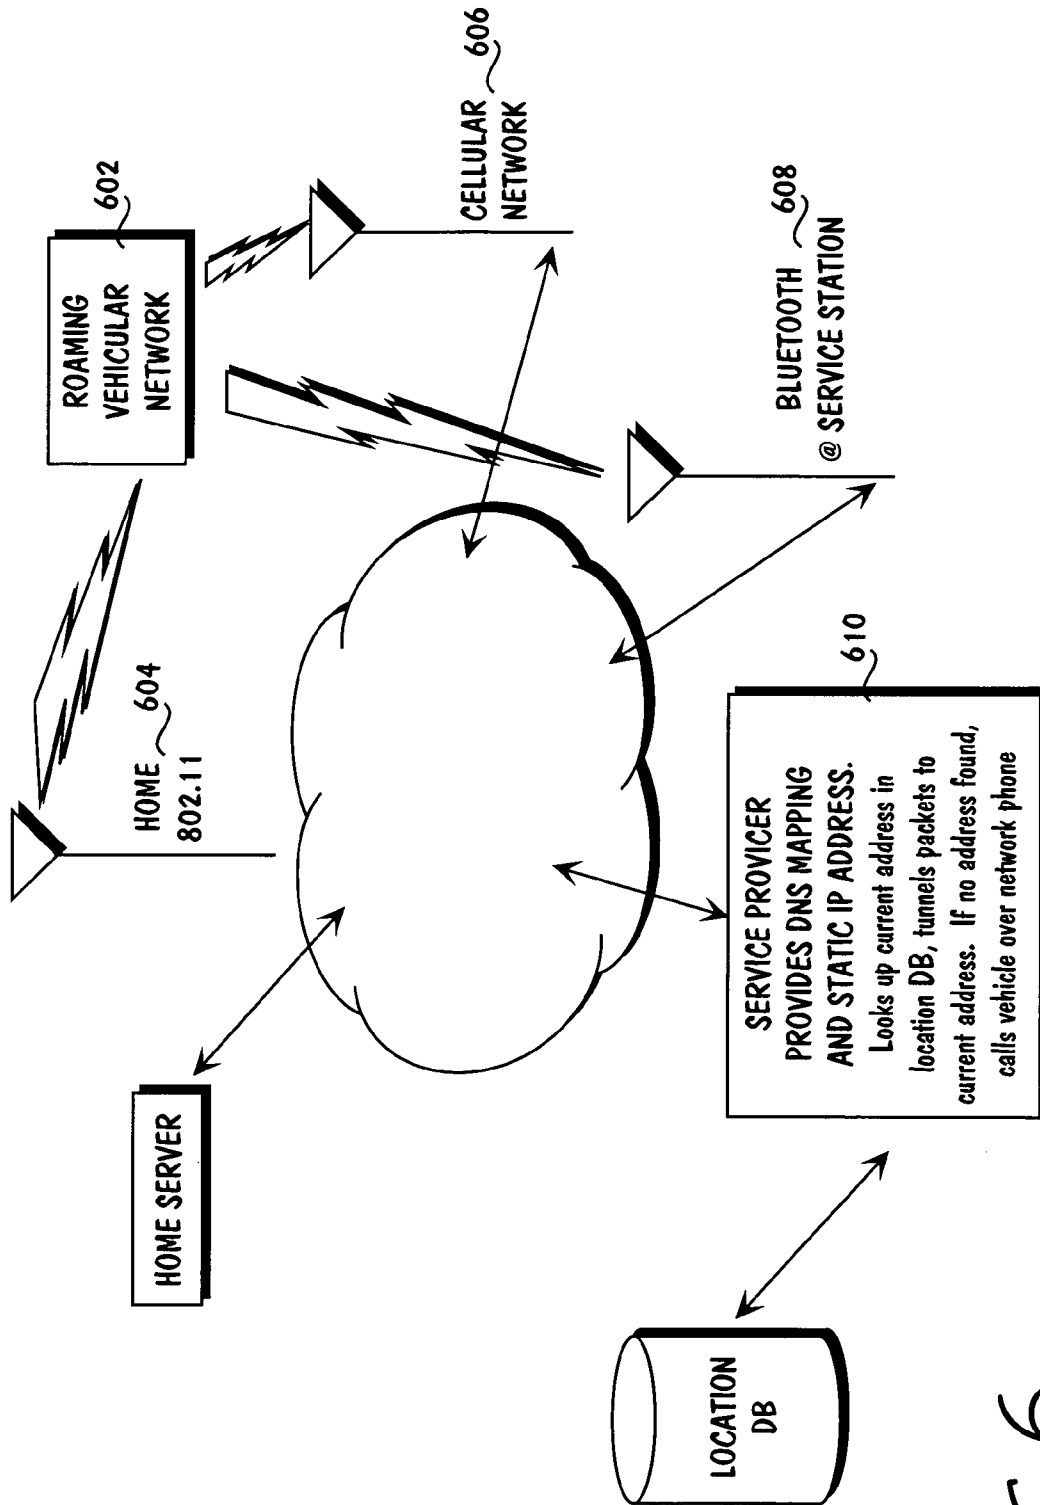 ROAMING
VEHICULAR
NETWORK
602
HOME
802.11
604
CELLULAR
NETWORK
606
BLUETOOTH
@ SERVICE STATION
608
HOME SERVER
LOCATION
DB
610
SERVICE PROVICER
PROVIDES DNS MAPPING
AND STATIC IP ADDRESS.
Looks up current address in
location DB, tunnels packets to
current address. If no address found,
calls vehicle over network phone
6